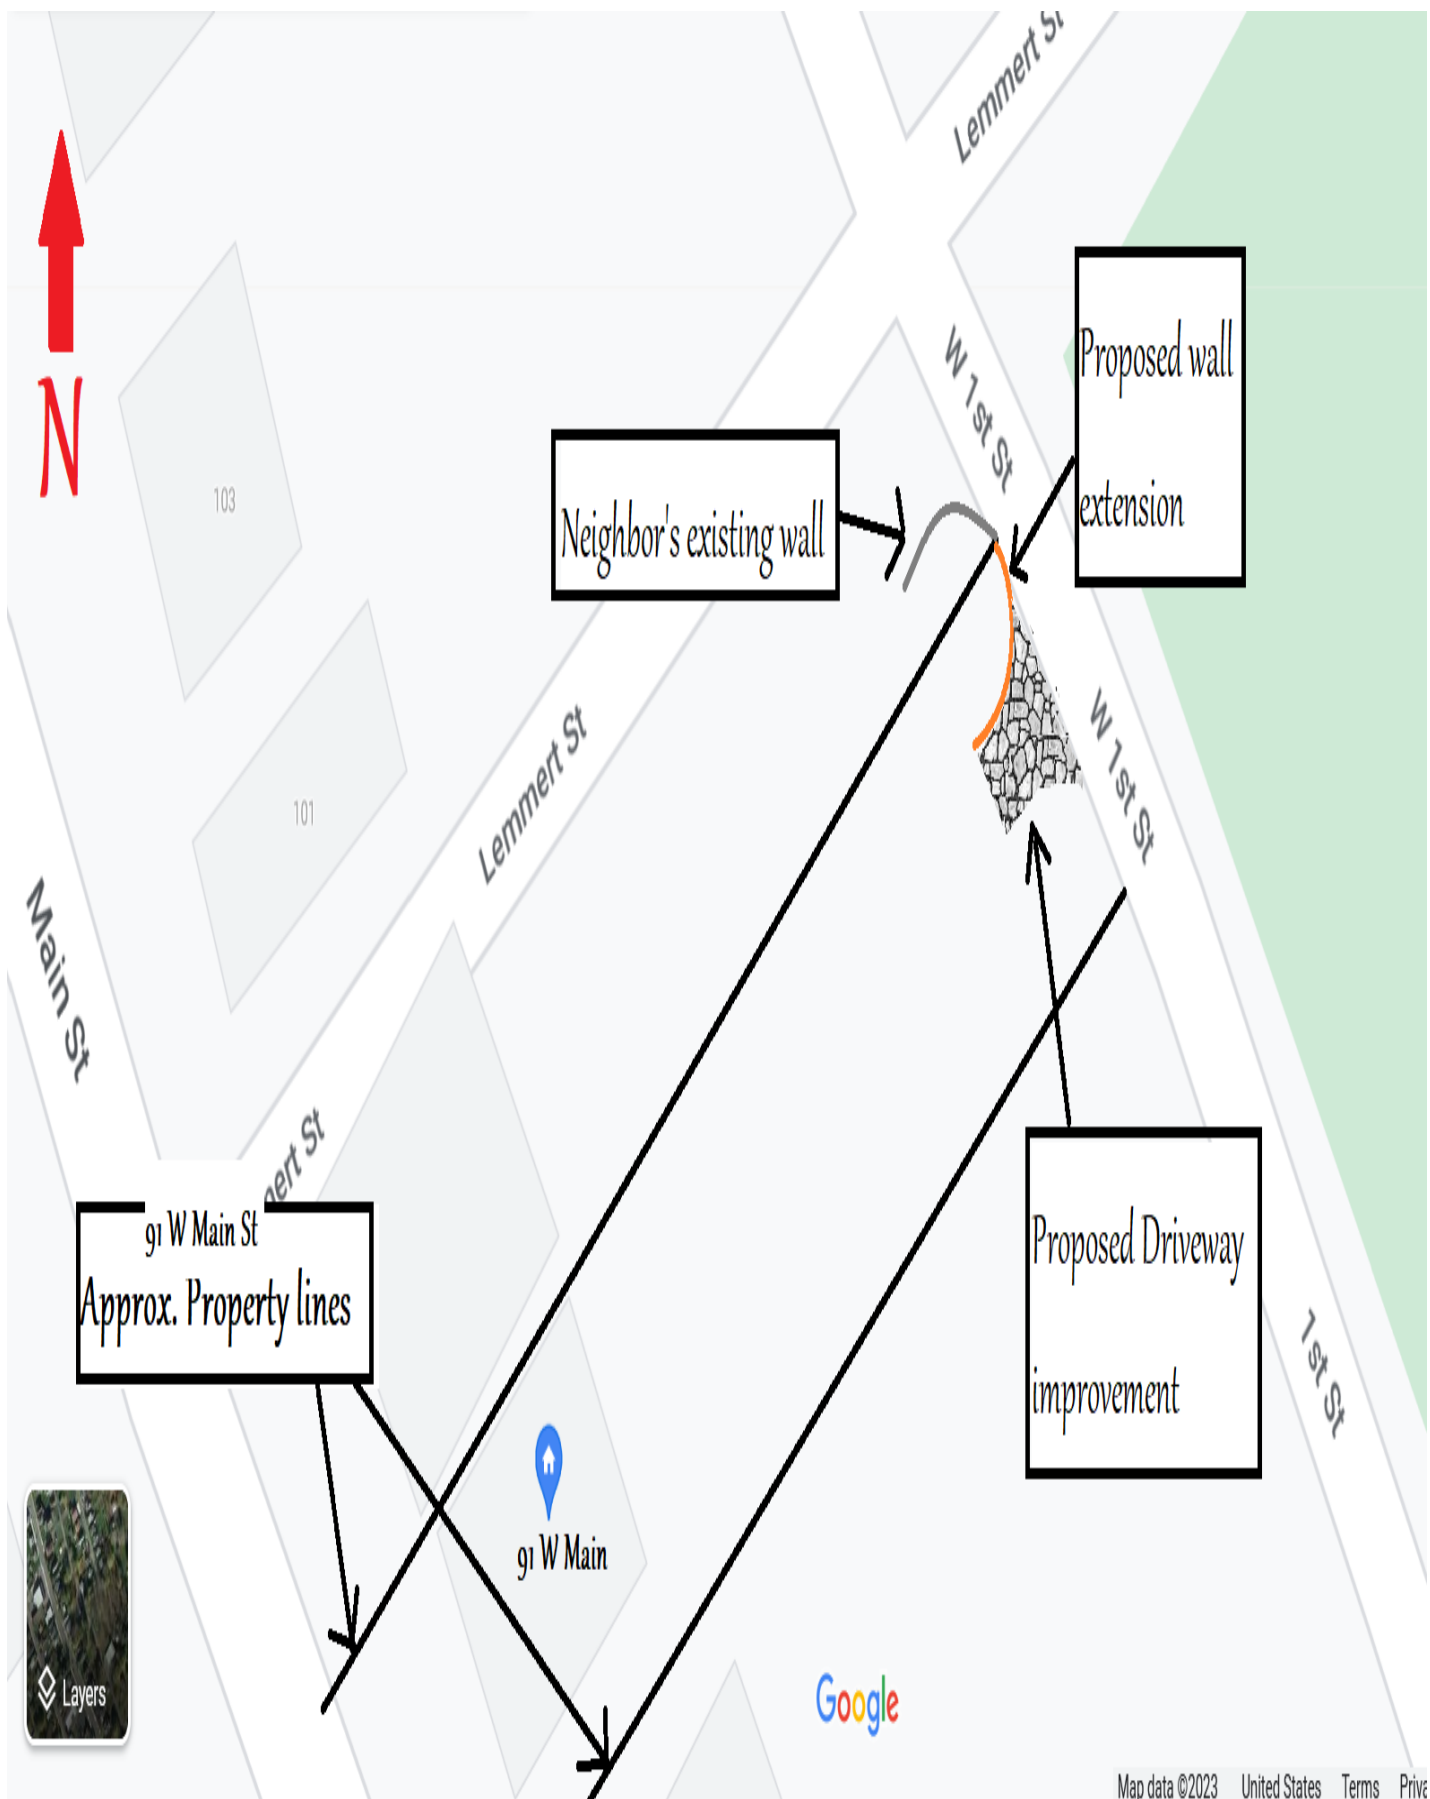 Lemmert St
N
W 1st St
Proposed wall
extension
103
Neighbor's existing wall
Lemmert St
W 1st St
101
Main St
91 W Main St
Approx. Property lines
Proposed Driveway
improvement
1st St
91 W Main
Layers
Google
Map data ©2023 United States Terms